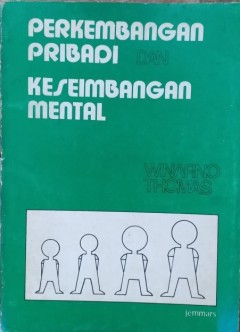 PERKEMBANGAN
PRIBADI DAN
KESEIMBANGAN
MENTAL
WINARNO
THOMAS
jemmars